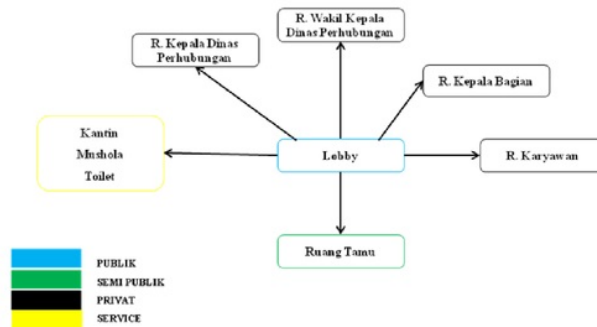 R. Wakil Kepala
Dinas Perhubungan
R. Kepala Dinas
Perhubungan
R. Kepala Bagian
Kantin
Mushola
Toilet
Lobby
R. Karyawan
Ruang Tamu
PUBLIK
SEMI PUBLIK
PRIVAT
SERVICE